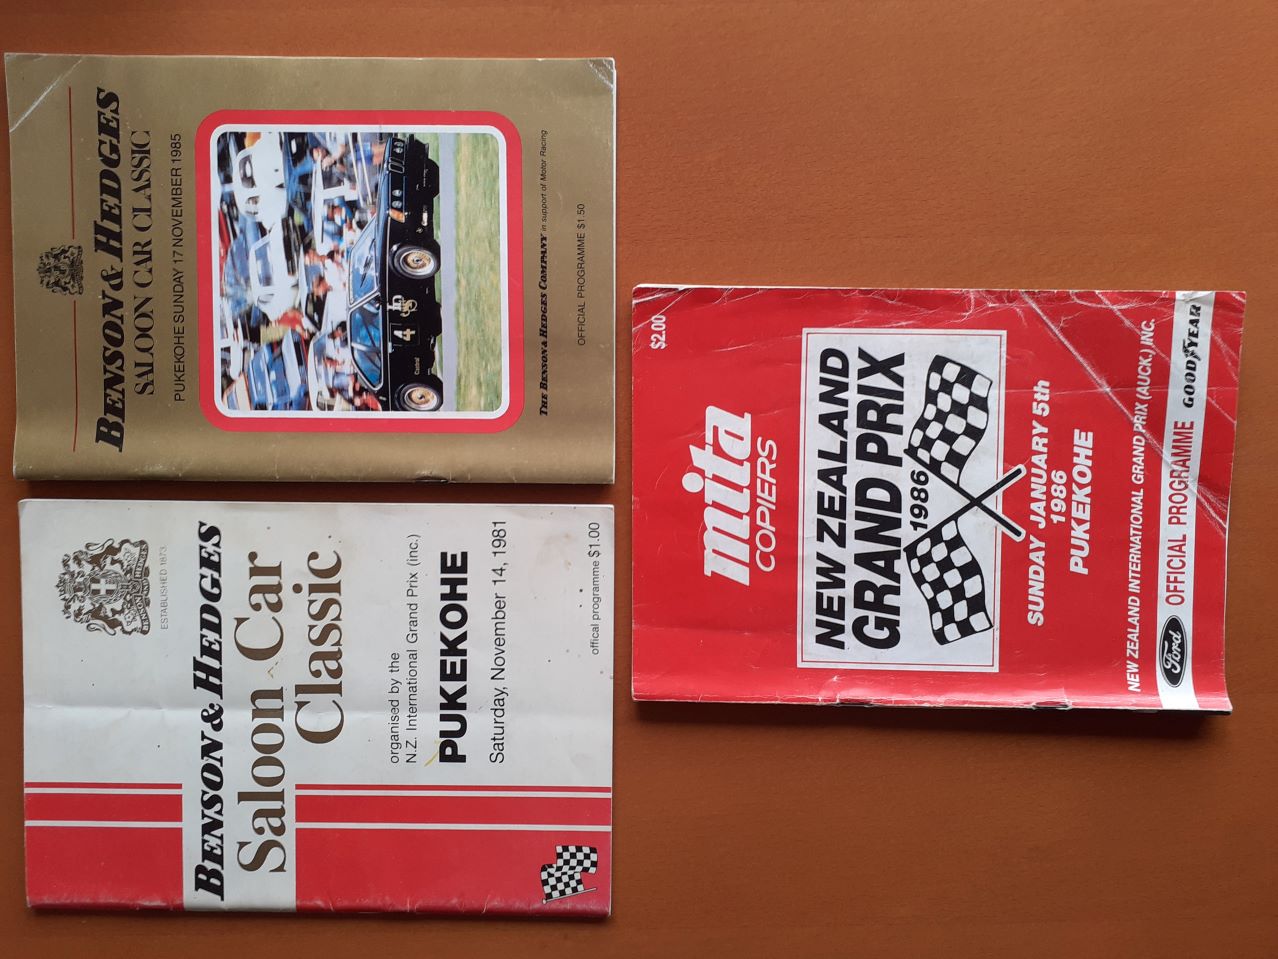 BENSON & HEDGES
SALOON CAR CLASSIC
PUKEKOHE SUNDAY 17 NOVEMBER 1985
Castrol
4
THE BENSON & HEDGES COMPANY in support of Motor Racing
OFFICIAL PROGRAMME $1.50
ESTABLISHED 1873
BENSON & HEDGES
Saloon Car
Classic
organised by the
N.Z. International Grand Prix (inc.)
PUKEKOHE
Saturday, November 14, 1981
offical programme $1.00
$2.00
mita
COPIERS
NEW ZEALAND
GRAND PRIX
1986
SUNDAY JANUARY 5th
1986
PUKEKOHE
NEW ZEALAND INTERNATIONAL GRAND PRIX (AUCK.) INC.
Ford OFFICIAL PROGRAMME GOODYEAR